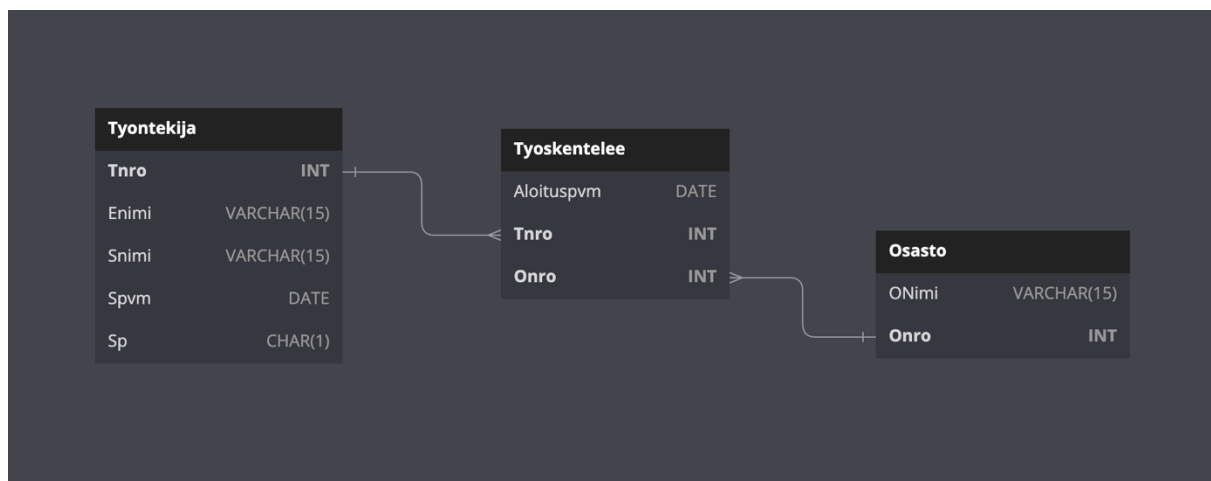 Tyontekija
Tnro INT
Enimi VARCHAR(15)
Snimi VARCHAR(15)
Spvm DATE
Sp CHAR(1)
Tyoskentelee
Aloituspvm DATE
Tnro INT
Onro INT
Osasto
ONimi VARCHAR(15)
Onro INT